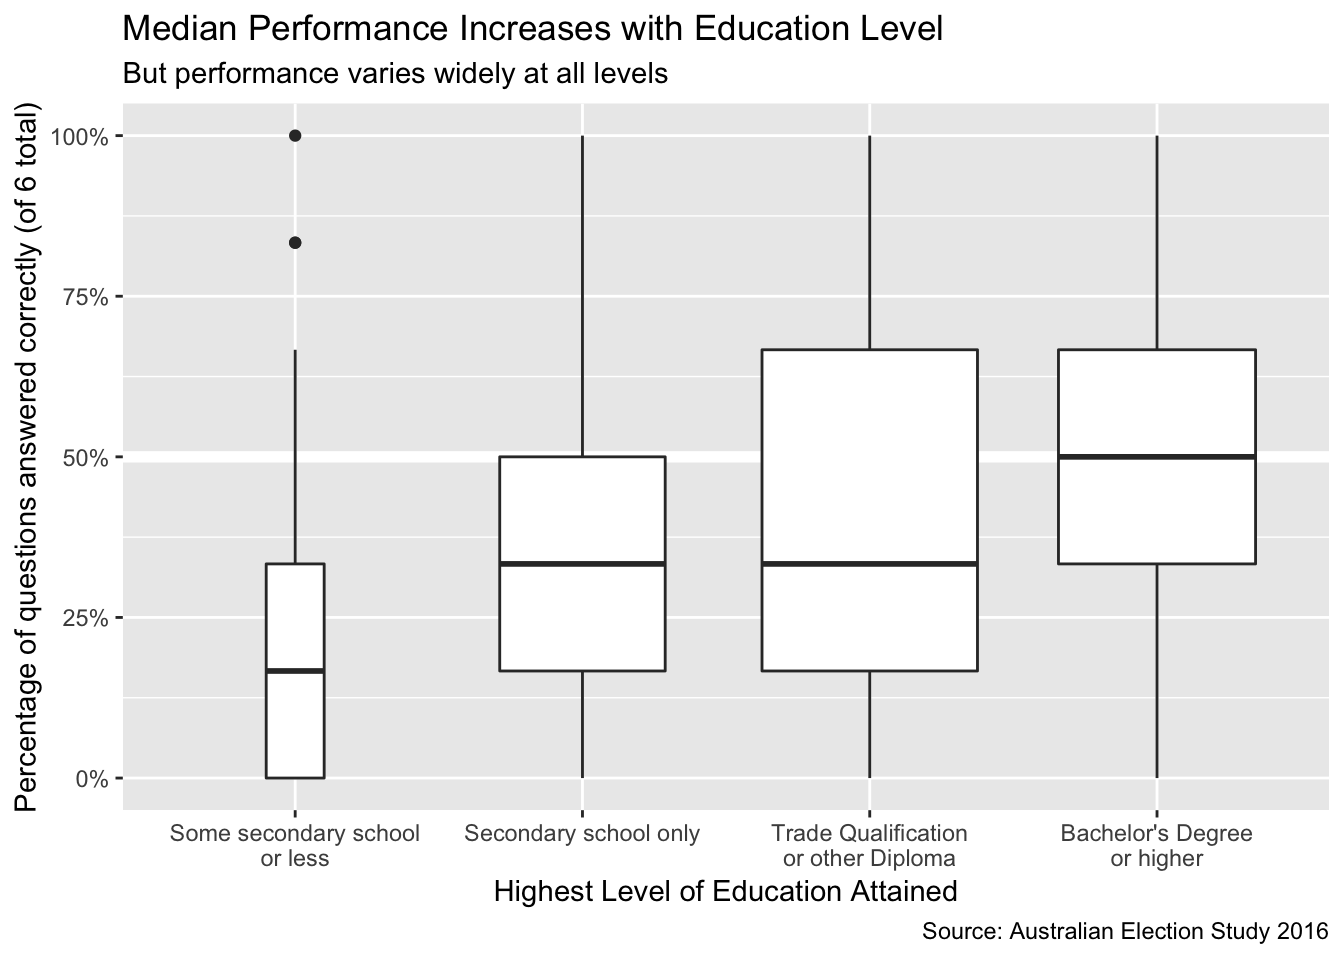 Median Performance Increases with Education Level
But performance varies widely at all levels
Percentage of questions answered correctly (of 6 total)
100%
75%
50%
25%
0%
Some secondary school
or less
Secondary school only
Trade Qualification
or other Diploma
Bachelor's Degree
or higher
Highest Level of Education Attained
Source: Australian Election Study 2016